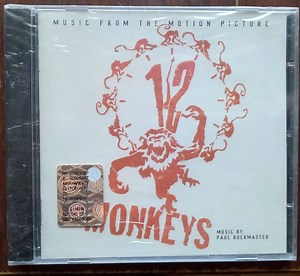 MUSIC FROM THE MOTION PICTURE
12
MONKEYS
MUSIC BY
PAUL BUCKMASTER